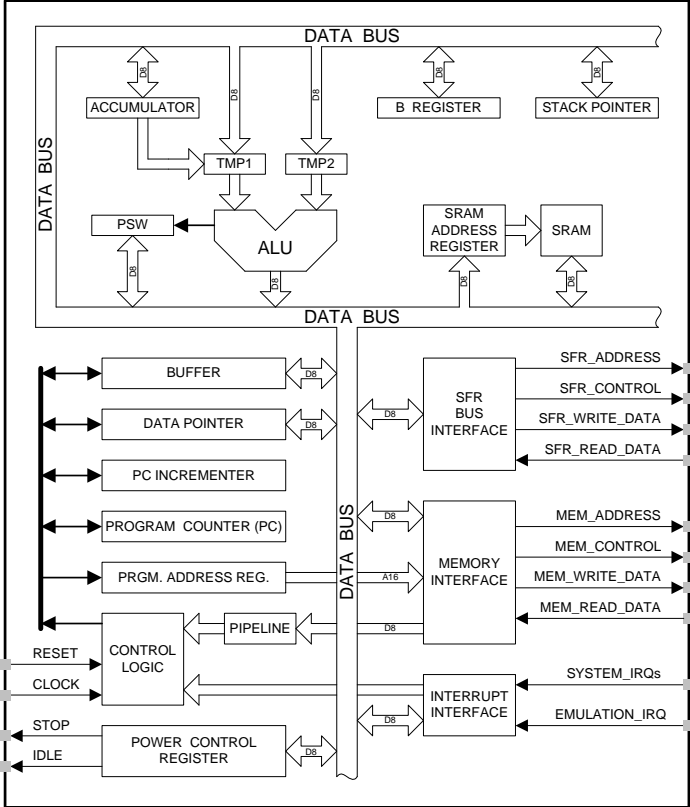 DATA BUS
D8
D8
D8
D8
D8
ACCUMULATOR
B REGISTER
STACK POINTER
DATA BUS
TMP1
TMP2
PSW
ALU
SRAM
ADDRESS
REGISTER
SRAM
D8
D8
D8
D8
DATA BUS
BUFFER
D8
DATA POINTER
D8
PC INCREMENTER
PROGRAM COUNTER (PC)
PRGM. ADDRESS REG.
A16
DATA BUS
D8
SFR
BUS
INTERFACE
SFR_ADDRESS
SFR_CONTROL
SFR_WRITE_DATA
SFR_READ_DATA
D8
MEMORY
INTERFACE
MEM_ADDRESS
MEM_CONTROL
MEM_WRITE_DATA
MEM_READ_DATA
PIPELINE
D8
CONTROL
LOGIC
RESET
CLOCK
INTERRUPT
INTERFACE
SYSTEM_IRQs
EMULATION_IRQ
D8
STOP
IDLE
POWER CONTROL
REGISTER
D8